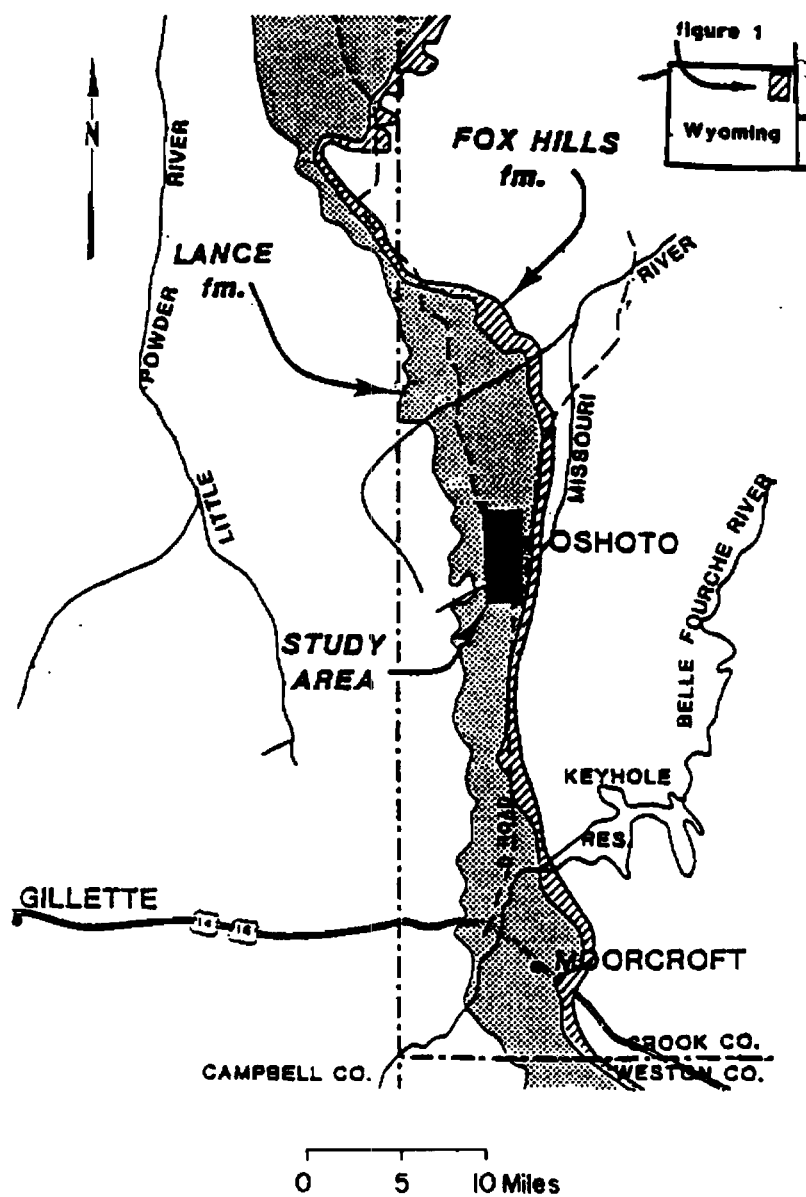 figure 1
Wyoming
N
RIVER
POWDER
LITTLE
FOX HILLS
fm.
LANCE
fm.
RIVER
MISSOURI
OSHOTO
STUDY
AREA
BELLE FOURCHE RIVER
KEYHOLE
RES.
ROAD
GILLETTE
14
16
MOORCROFT
CROOK CO.
CAMPBELL CO.
WESTON CO.
0 5 10 Miles